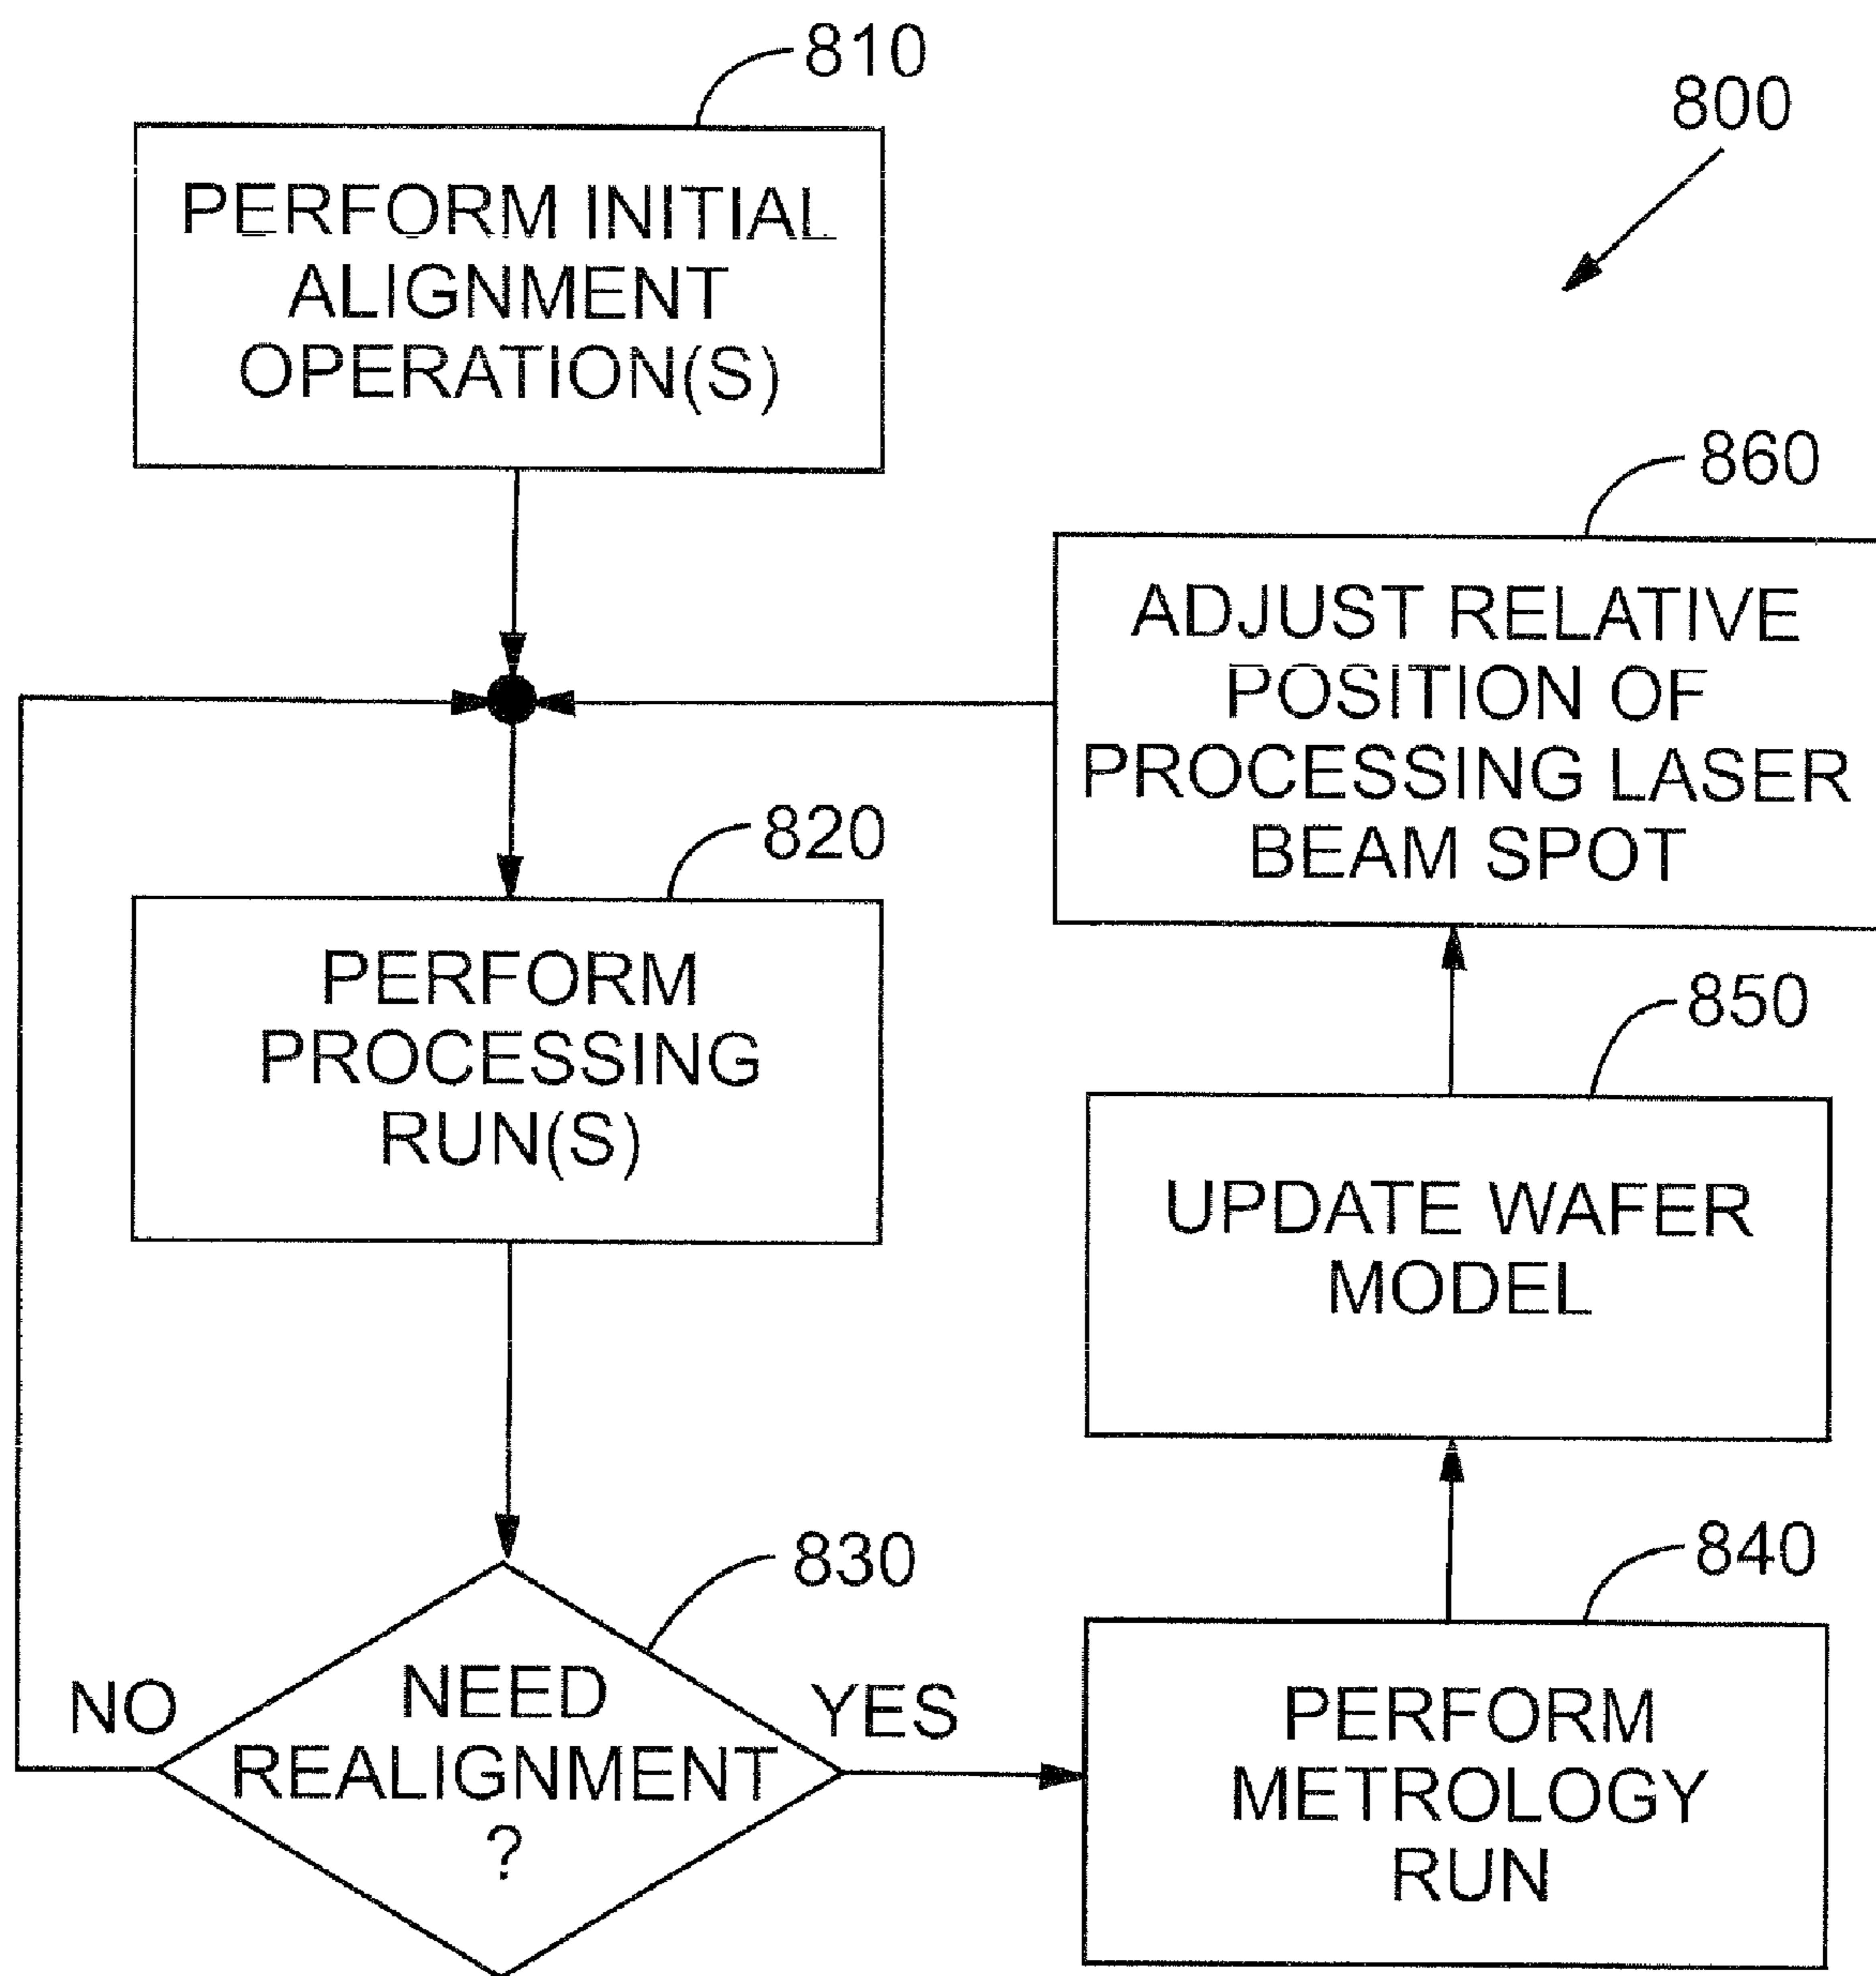 810
800
PERFORM INITIAL
ALIGNMENT
OPERATION(S)
860
ADJUST RELATIVE
POSITION OF
PROCESSING LASER
BEAM SPOT
820
PERFORM
PROCESSING
RUN(S)
850
UPDATE WAFER
MODEL
830
NEED
REALIGNMENT
?
NO
YES
840
PERFORM
METROLOGY
RUN